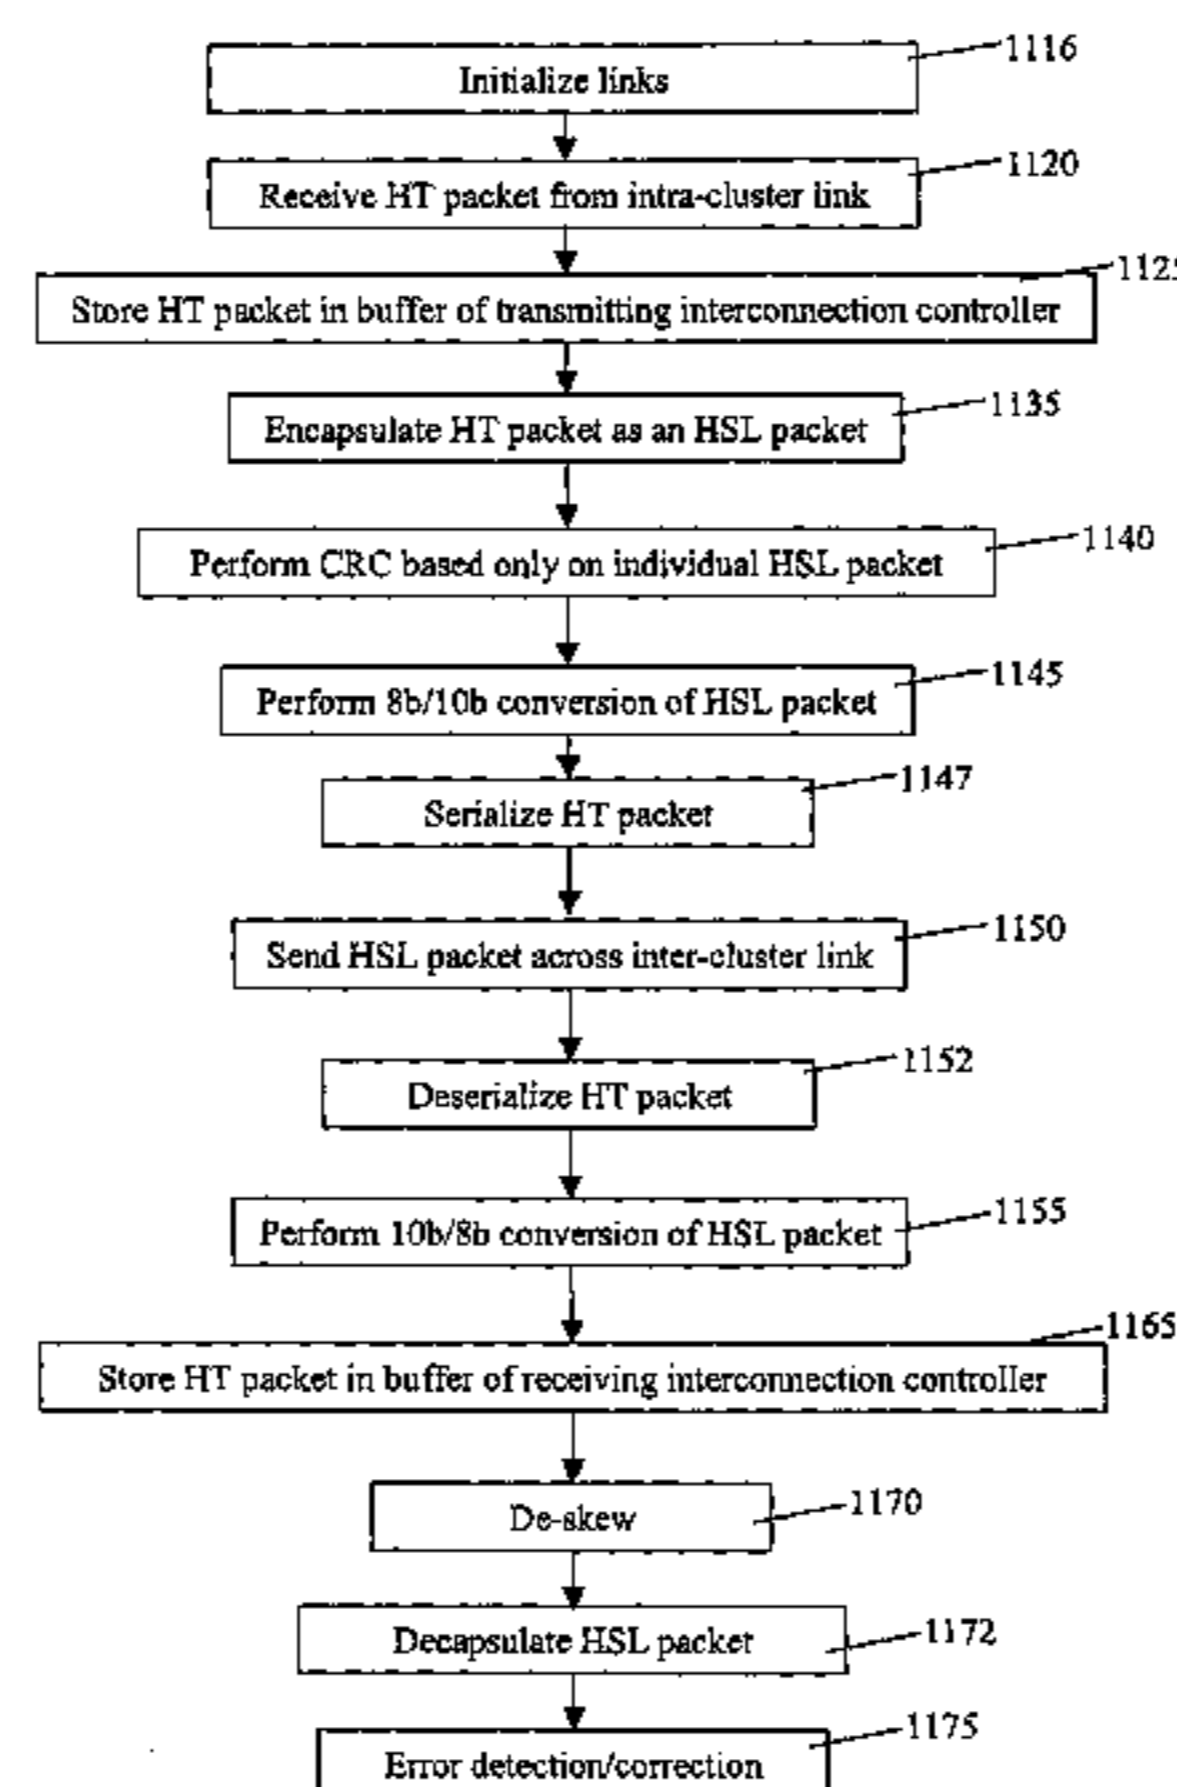 1116
Initialize links
1120
Receive HT packet from intra-cluster link
1125
Store HT packet in buffer of transmitting interconnection controller
1135
Encapsulate HT packet as an HSL packet
1140
Perform CRC based only on individual HSL packet
1145
Perform 8b/10b conversion of HSL packet
1147
Serialize HT packet
1150
Send HSL packet across inter-cluster link
1152
Deserialize HT packet
1155
Perform 10b/8b conversion of HSL packet
1165
Store HT packet in buffer of receiving interconnection controller
1170
De-skew
1172
Decapsulate HSL packet
1175
Error detection/correction